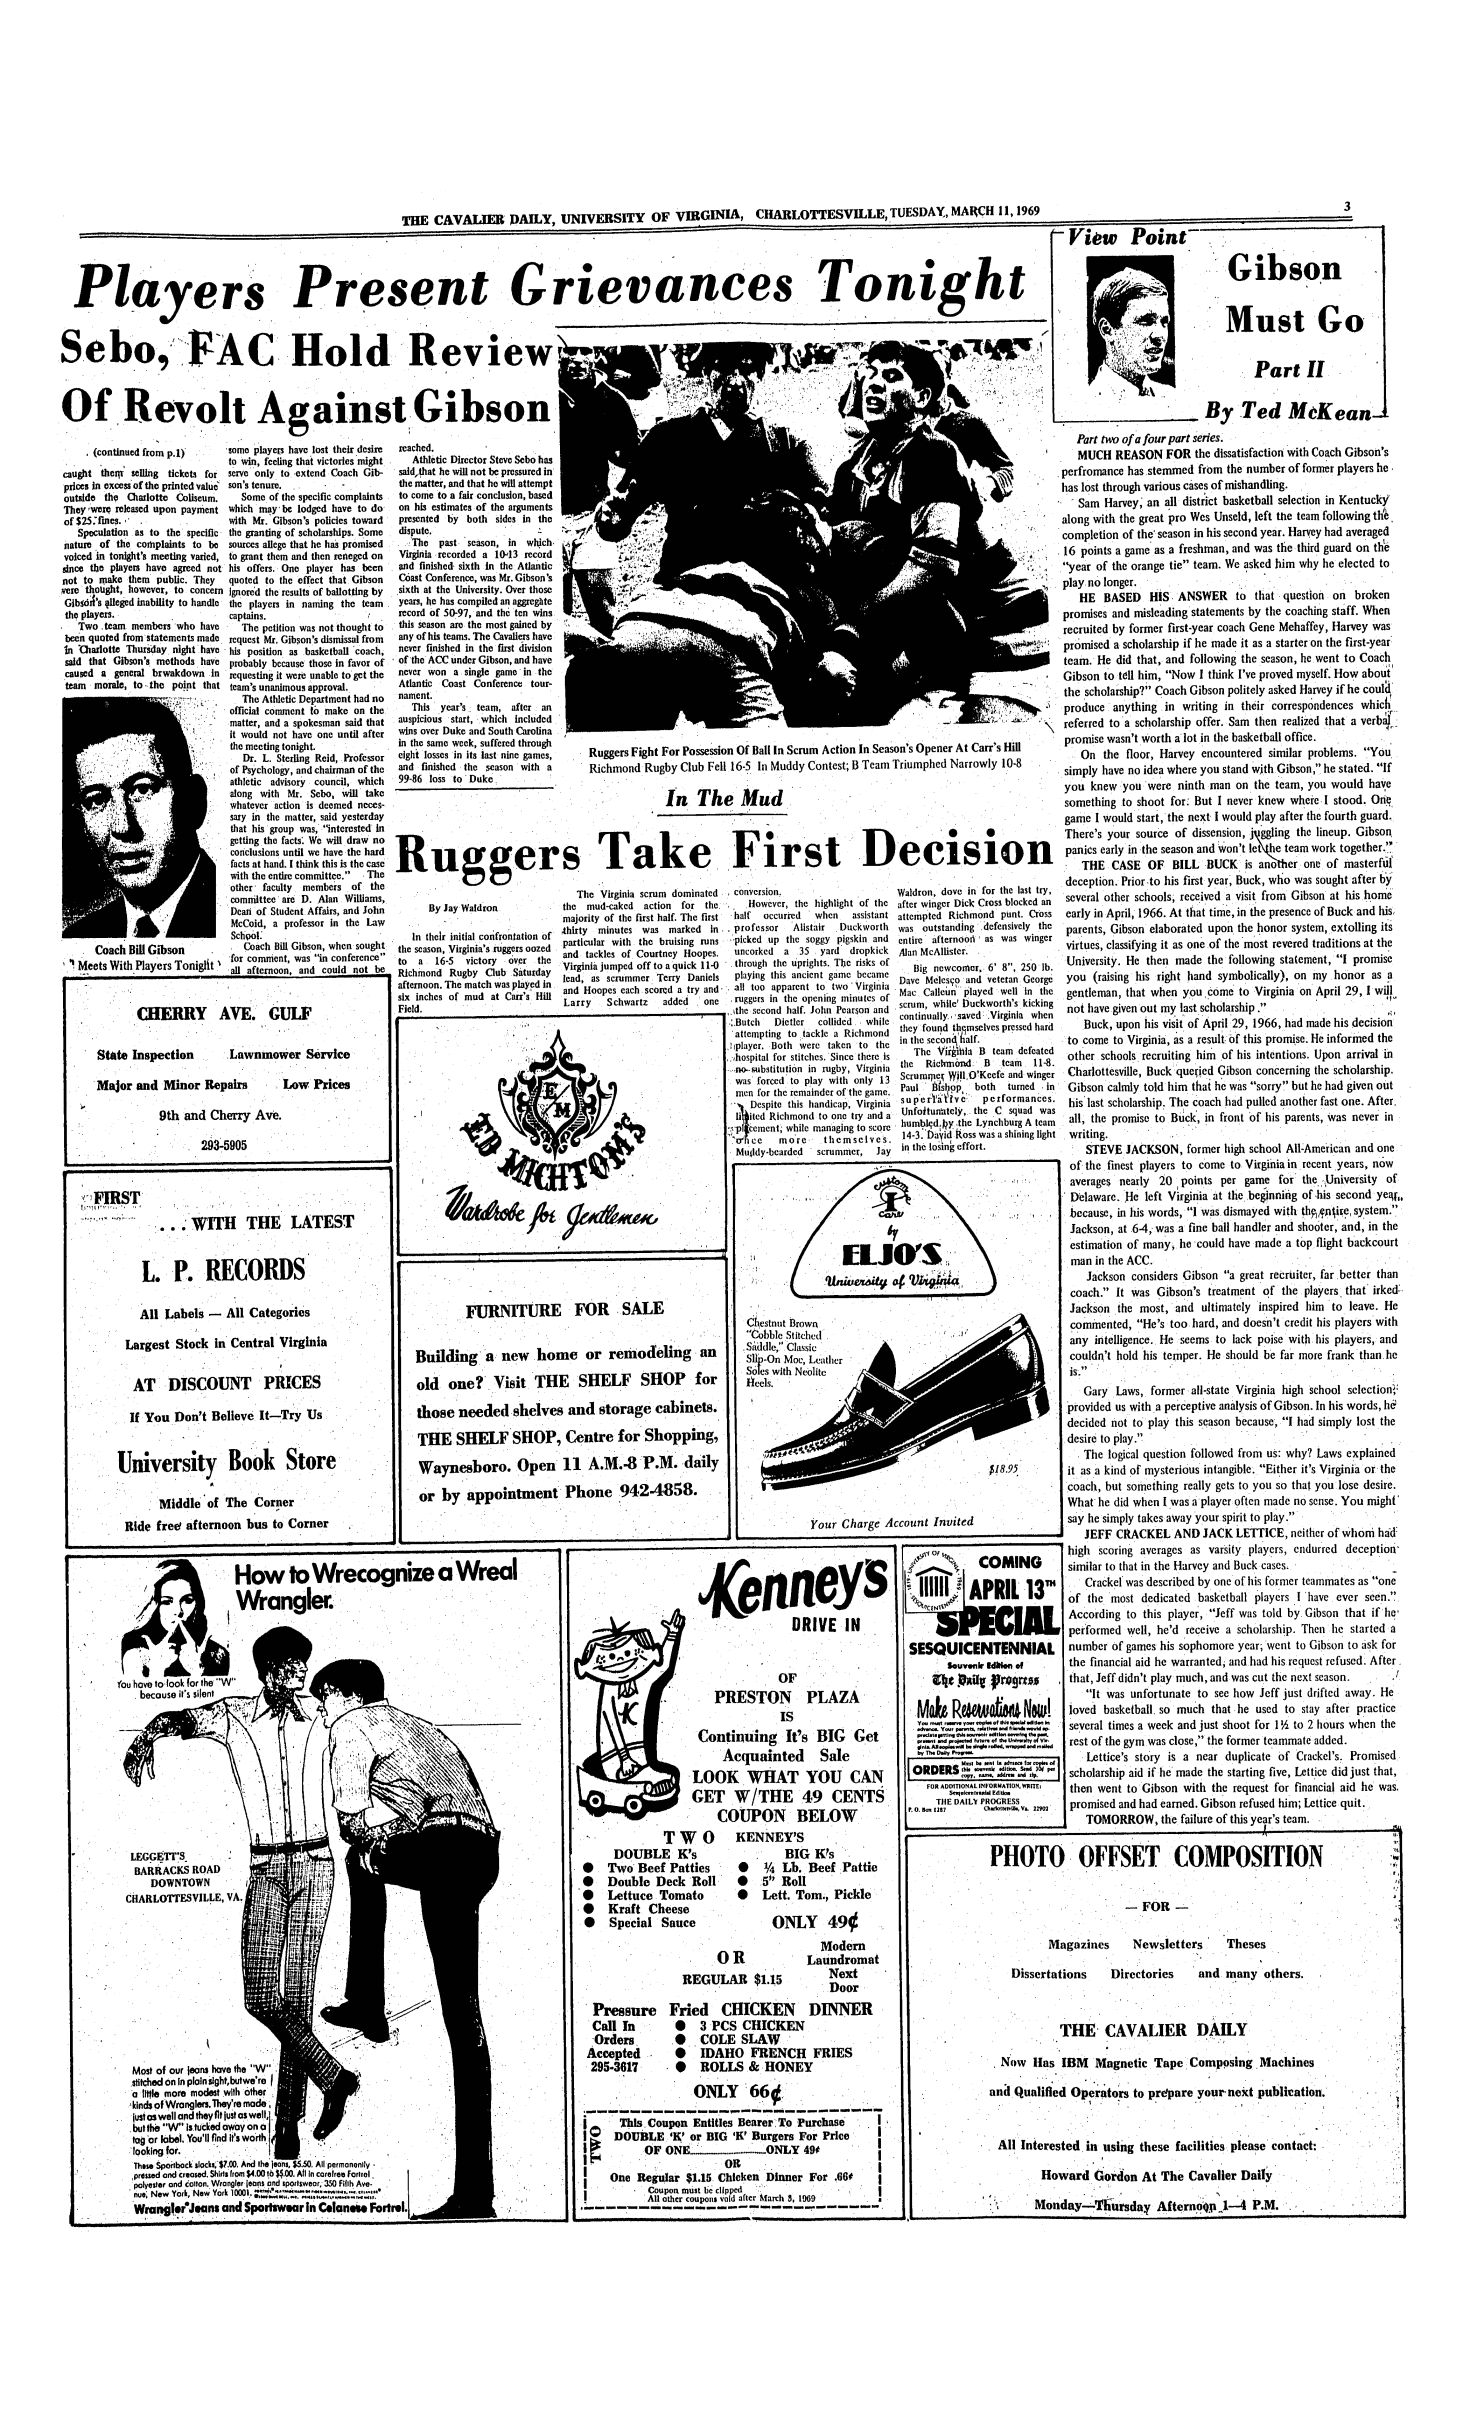 THE CAVALIER DAILY, UNIVERSITY OF VIRGINIA, CHARLOTTESVILLE, TUESDAY, MARCH 11, 1969
3
Players Present Grievances Tonight
Sebo, FAC Hold Review
Of Revolt Against Gibson
(continued from p.1)
caught them selling tickets for
prices in excess of the printed value
outside the Charlotte Coliseum.
They were released upon payment
of $25. fines.
Speculation as to the specific
nature of the complaints to be
voiced in tonight's meeting varied,
since the players have agreed not
not to make them public. They
were thought, however, to concern
Gibson's alleged inability to handle
the players.
Two team members who have
been quoted from statements made
in Charlotte Thursday night have
said that Gibson's methods have
caused a general brwakdown in
team morale, to the point that
Coach Bill Gibson
Meets With Players Tonight
some players have lost their desire
to win, feeling that victories might
serve only to extend Coach Gib-
son's tenure.
Some of the specific complaints
which may be lodged have to do
with Mr. Gibson's policies toward
the granting of scholarships. Some
sources allege that he has promised
to grant them and then reneged on
his offers. One player has been
quoted to the effect that Gibson
ignored the results of ballotting by
the players in naming the team
captains.
The petition was not thought to
request Mr. Gibson's dismissal from
his position as basketball coach,
probably because those in favor of
requesting it were unable to get the
team's unanimous approval.
The Athletic Department had no
official comment to make on the
matter, and a spokesman said that
it would not have one until after
the meeting tonight.
Dr. L. Sterling Reid, Professor
of Psychology, and chairman of the
athletic advisory council, which
along with Mr. Sebo, will take
whatever action is deemed neces-
sary in the matter, said yesterday
that his group was, "interested in
getting the facts. We will draw no
conclusions until we have the hard
facts at hand. I think this is the case
with the entire committee." The
other faculty members of the
committee are D. Alan Williams,
Dean of Student Affairs, and John
McCoid, a professor in the Law
School.
Coach Bill Gibson, when sought
for comment, was "in conference"
all afternoon, and could not be
reached.
Athletic Director Steve Sebo has
said that he will not be pressured in
the matter, and that he will attempt
to come to a fair conclusion, based
on his estimates of the arguments
presented by both sides in the
dispute.
The past season, in which
Virginia recorded a 10-13 record
and finished sixth in the Atlantic
Coast Conference, was Mr. Gibson's
sixth at the University. Over those
years, he has compiled an aggregate
record of 50-97, and the ten wins
this season are the most gained by
any of his teams. The Cavaliers have
never finished in the first division
of the ACC under Gibson, and have
never won a single game in the
Atlantic Coast Conference tour-
nament.
This year's team, after an
auspicious start, which included
wins over Duke and South Carolina
in the same week, suffered through
eight losses in its last nine games,
and finished the season with a
99-86 loss to Duke
Ruggers Fight For Possession Of Ball In Scrum Action In Season's Opener At Carr's Hill
Richmond Rugby Club Fell 16-5 In Muddy Contest; B Team Triumphed Narrowly 10-8
In The Mud
Ruggers Take First Decision
By Jay Waldron
In their initial confrontation of
the season, Virginia's ruggers oozed
to a 16-5 victory over the
Richmond Rugby Club Saturday
afternoon. The match was played in
six inches of mud at Carr's Hill
Field.
The Virginia scrum dominated
the mud-caked action for the
majority of the first half. The first
thirty minutes was marked in
particular with the bruising runs
and tackles of Courtney Hoopes.
Virginia jumped off to a quick 11-0
lead, as scrummer Terry Daniels
and Hoopes each scored a try and
Larry Schwartz added one
conversion.
However, the highlight of the
half occurred when assistant
professor Alistair Duckworth
picked up the soggy pigskin and
uncorked a 35 yard dropkick
through the uprights. The risks of
playing this ancient game became
all too apparent to two Virginia
ruggers in the opening minutes of
the second half. John Pearson and
Butch Dietler collided while
attempting to tackle a Richmond
player. Both were taken to the
hospital for stitches. Since there is
no substitution in rugby, Virginia
was forced to play with only 13
men for the remainder of the game.
Despite this handicap, Virginia
limited Richmond to one try and a
placement, while managing to score
once more themselves.
Muddy-bearded scrummer, Jay
Waldron, dove in for the last try,
after winger Dick Cross blocked an
attempted Richmond punt. Cross
was outstanding defensively the
entire afternoon as was winger
Alan McAllister.
Big newcomer, 6' 8", 250 lb.
Dave Melesco and veteran George
Mac Calleun played well in the
scrum, while Duckworth's kicking
continually saved Virginia when
they found themselves pressed hard
in the second half.
The Virginia B team defeated
the Richmond B team 11-8.
Scrummer Will O'Keefe and winger
Paul Bishop both turned in
superlative performances.
Unfortunately, the C squad was
humbled by the Lynchburg A team
14-3. David Ross was a shining light
in the losing effort.
View Point
Gibson
Must Go
Part II
By Ted McKean
Part two of a four part series.
MUCH REASON FOR the dissatisfaction with Coach Gibson's
perfromance has stemmed from the number of former players he
has lost through various cases of mishandling.
Sam Harvey, an all district basketball selection in Kentucky
along with the great pro Wes Unseld, left the team following the
completion of the season in his second year. Harvey had averaged
16 points a game as a freshman, and was the third guard on the
"year of the orange tie" team. We asked him why he elected to
play no longer.
HE BASED HIS ANSWER to that question on broken
promises and misleading statements by the coaching staff. When
recruited by former first-year coach Gene Mehaffey, Harvey was
promised a scholarship if he made it as a starter on the first-year
team. He did that, and following the season, he went to Coach
Gibson to tell him, "Now I think I've proved myself. How about
the scholarship?" Coach Gibson politely asked Harvey if he could
produce anything in writing in their correspondences which
referred to a scholarship offer. Sam then realized that a verbal
promise wasn't worth a lot in the basketball office.
On the floor, Harvey encountered similar problems. "You
simply have no idea where you stand with Gibson," he stated. "If
you knew you were ninth man on the team, you would have
something to shoot for. But I never knew where I stood. One
game I would start, the next I would play after the fourth guard.
There's your source of dissension, juggling the lineup. Gibson
panics early in the season and won't let the team work together."
THE CASE OF BILL BUCK is another one of masterful
deception. Prior to his first year, Buck, who was sought after by
several other schools, received a visit from Gibson at his home
early in April, 1966. At that time, in the presence of Buck and his
parents, Gibson elaborated upon the honor system, extolling its
virtues, classifying it as one of the most revered traditions at the
University. He then made the following statement, "I promise
you (raising his right hand symbolically), on my honor as a
gentleman, that when you come to Virginia on April 29, I will
not have given out my last scholarship."
Buck, upon his visit of April 29, 1966, had made his decision
to come to Virginia, as a result of this promise. He informed the
other schools recruiting him of his intentions. Upon arrival in
Charlottesville, Buck queried Gibson concerning the scholarship.
Gibson calmly told him that he was "sorry" but he had given out
his last scholarship. The coach had pulled another fast one. After
all, the promise to Buck, in front of his parents, was never in
writing.
STEVE JACKSON, former high school All-American and one
of the finest players to come to Virginia in recent years, now
averages nearly 20 points per game for the University of
Delaware. He left Virginia at the beginning of his second year,
because, in his words, "I was dismayed with the entire system."
Jackson, at 6-4, was a fine ball handler and shooter, and, in the
estimation of many, he could have made a top flight backcourt
man in the ACC.
Jackson considers Gibson "a great recruiter, far better than
coach." It was Gibson's treatment of the players that irked
Jackson the most, and ultimately inspired him to leave. He
commented, "He's too hard, and doesn't credit his players with
any intelligence. He seems to lack poise with his players, and
couldn't hold his temper. He should be far more frank than he
is."
Gary Laws, former all-state Virginia high school selection,
provided us with a perceptive analysis of Gibson. In his words, he
decided not to play this season because, "I had simply lost the
desire to play."
The logical question followed from us: why? Laws explained
it as a kind of mysterious intangible. "Either it's Virginia or the
coach, but something really gets to you so that you lose desire.
What he did when I was a player often made no sense. You might
say he simply takes away your spirit to play."
JEFF CRACKEL AND JACK LETTICE, neither of whom had
high scoring averages as varsity players, endurred deception
similar to that in the Harvey and Buck cases.
Crackel was described by one of his former teammates as "one
of the most dedicated basketball players I have ever seen."
According to this player, "Jeff was told by Gibson that if he
performed well, he'd receive a scholarship. Then he started a
number of games his sophomore year; went to Gibson to ask for
the financial aid he warranted; and had his request refused. After
that, Jeff didn't play much, and was cut the next season.
"It was unfortunate to see how Jeff just drifted away. He
loved basketball so much that he used to stay after practice
several times a week and just shoot for 1½ to 2 hours when the
rest of the gym was close," the former teammate added.
Lettice's story is a near duplicate of Crackel's. Promised
scholarship aid if he made the starting five, Lettice did just that,
then went to Gibson with the request for financial aid he was
promised and had earned. Gibson refused him; Lettice quit.
TOMORROW, the failure of this year's team.
CHERRY AVE. GULF
State Inspection Lawnmower Service
Major and Minor Repairs Low Prices
9th and Cherry Ave.
293-5905
FIRST
. . . WITH THE LATEST
L. P. RECORDS
All Labels — All Categories
Largest Stock in Central Virginia
AT DISCOUNT PRICES
If You Don't Believe It—Try Us
University Book Store
Middle of The Corner
Ride free afternoon bus to Corner
E/M
ED MICHTOM'S
Wardrobe for Gentlemen
FURNITURE FOR SALE
Building a new home or remodeling an
old one? Visit THE SHELF SHOP for
those needed shelves and storage cabinets.
THE SHELF SHOP, Centre for Shopping,
Waynesboro. Open 11 A.M.-8 P.M. daily
or by appointment Phone 942-4858.
custom
care
by
ELJO'S
University of Virginia
Chestnut Brown
"Cobble Stitched
Saddle," Classic
Slip-On Moc, Leather
Soles with Neolite
Heels.
$18.95
Your Charge Account Invited
How to Wrecognize a Wreal
Wrangler.
You have to look for the "W"
because it's silent
LEGGETT'S
BARRACKS ROAD
DOWNTOWN
CHARLOTTESVILLE, VA.
Most of our jeans have the "W"
stitched on in plain sight, but we're
a little more modest with other
kinds of Wranglers. They're made
just as well and they fit just as well,
but the "W" is tucked away on a
tag or label. You'll find it's worth
looking for.
These Sportback slacks, $7.00. And the jeans, $5.50. All permanently
pressed and creased. Shirts from $4.00 to $5.00. All in carefree Fortrel
polyester and cotton. Wrangler jeans and sportswear, 350 Fifth Ave-
nue, New York, New York 10001.
Wrangler Jeans and Sportswear in Celanese Fortrel.
Kenney's
DRIVE IN
K
OF
PRESTON PLAZA
IS
Continuing It's BIG Get
Acquainted Sale
LOOK WHAT YOU CAN
GET W/THE 49 CENTS
COUPON BELOW
TWO KENNEY'S
DOUBLE K's
● Two Beef Patties
● Double Deck Roll
● Lettuce Tomato
● Kraft Cheese
● Special Sauce
BIG K's
● ¼ Lb. Beef Pattie
● 5" Roll
● Lett. Tom., Pickle
ONLY 49¢
OR
REGULAR $1.15
Modern
Laundromat
Next
Door
Pressure Fried CHICKEN DINNER
Call In
Orders
Accepted
295-3617
● 3 PCS CHICKEN
● COLE SLAW
● IDAHO FRENCH FRIES
● ROLLS & HONEY
ONLY 66¢
TWO
This Coupon Entitles Bearer To Purchase
DOUBLE 'K' or BIG 'K' Burgers For Price
OF ONE ONLY 49¢
OR
One Regular $1.15 Chicken Dinner For .66¢
Coupon must be clipped
All other coupons void after March 3, 1969
COMING
APRIL 13TH
SPECIAL
SESQUICENTENNIAL
Souvenir Edition of
The Daily Progress
Make Reservations Now!
You must reserve your copies of this special edition in
advance. Your parents, relatives and friends would ap-
preciate receiving this souvenir edition covering the past,
present and projected future of the University of Vir-
ginia. All copies will be single rolled, wrapped and mailed
by The Daily Progress.
ORDERS
Must be sent in advance for copies of
this souvenir edition. Send 50¢ per
copy, name, address and zip.
FOR ADDITIONAL INFORMATION, WRITE:
Sesquicentennial Edition
THE DAILY PROGRESS
P. O. Box 1287 Charlottesville, Va. 22902
PHOTO OFFSET COMPOSITION
— FOR —
Magazines Newsletters Theses
Dissertations Directories and many others.
THE CAVALIER DAILY
Now Has IBM Magnetic Tape Composing Machines
and Qualified Operators to prepare your next publication.
All Interested in using these facilities please contact:
Howard Gordon At The Cavalier Daily
Monday—Thursday Afternoon 1—4 P.M.